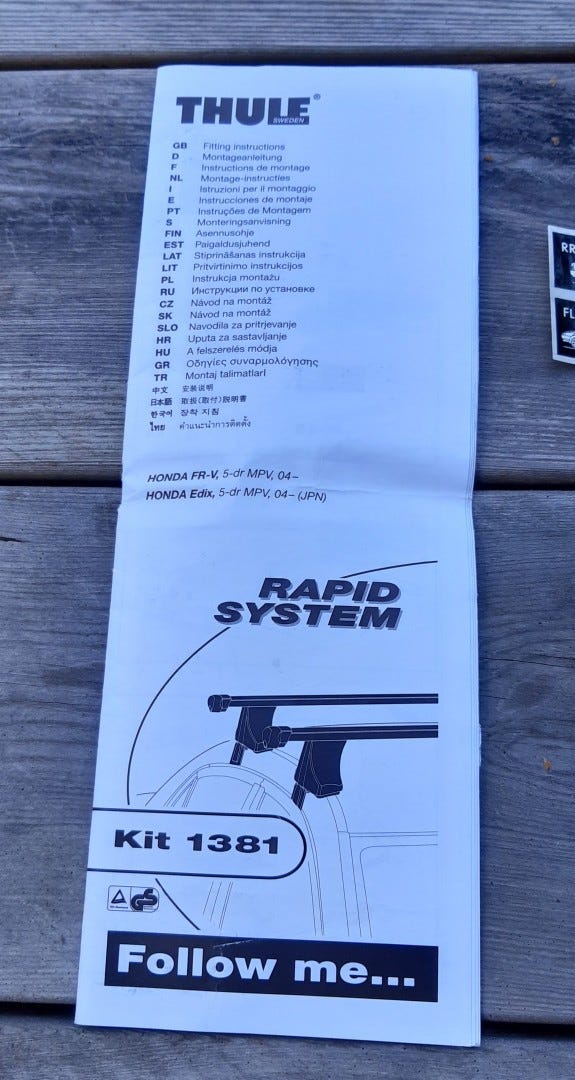 THULE®
SWEDEN
GB Fitting instructions
D Montageanleitung
F Instructions de montage
NL Montage-instructies
I Istruzioni per il montaggio
E Instrucciones de montaje
PT Instruções de Montagem
S Monteringsanvisning
FIN Asennusohje
EST Paigaldusjuhend
LAT Stiprināšanas instrukcija
LIT Pritvirtinimo instrukcijos
PL Instrukcja montażu
RU Инструкции по установке
CZ Návod na montáž
SK Návod na montáž
SLO Navodila za pritrjevanje
HR Uputa za sastavljanje
HU A felszerelés módja
GR Οδηγίες συναρμολόγησης
TR Montaj talimatlarI
中文 安装说明
日本語 取扱(取付)説明書
한국어 장착 지침
ไทย คำแนะนำการติดตั้ง
HONDA FR-V, 5-dr MPV, 04–
HONDA Edix, 5-dr MPV, 04– (JPN)
RAPID
SYSTEM
Kit 1381
GS
Follow me...
RR
FL